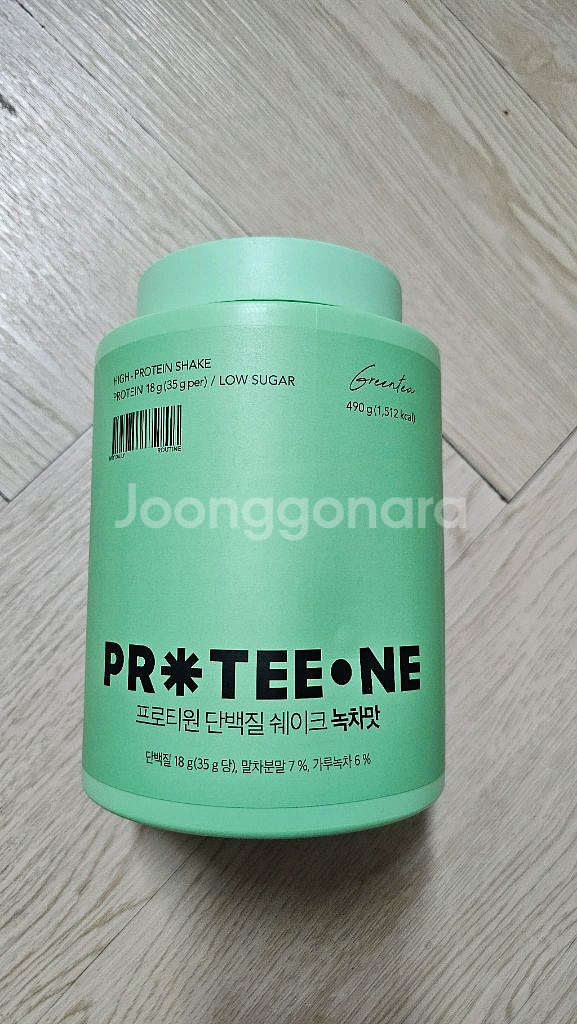 HIGH-PROTEIN SHAKE
PROTEIN 18 g (35 g per) / LOW SUGAR
Greentea
490 g (1,512 kcal)
ROUTINE
Joonggonara
PR*TEE•NE
프로티원 단백질 쉐이크 녹차맛
단백질 18 g (35 g 당), 말차분말 7 %, 가루녹차 6 %